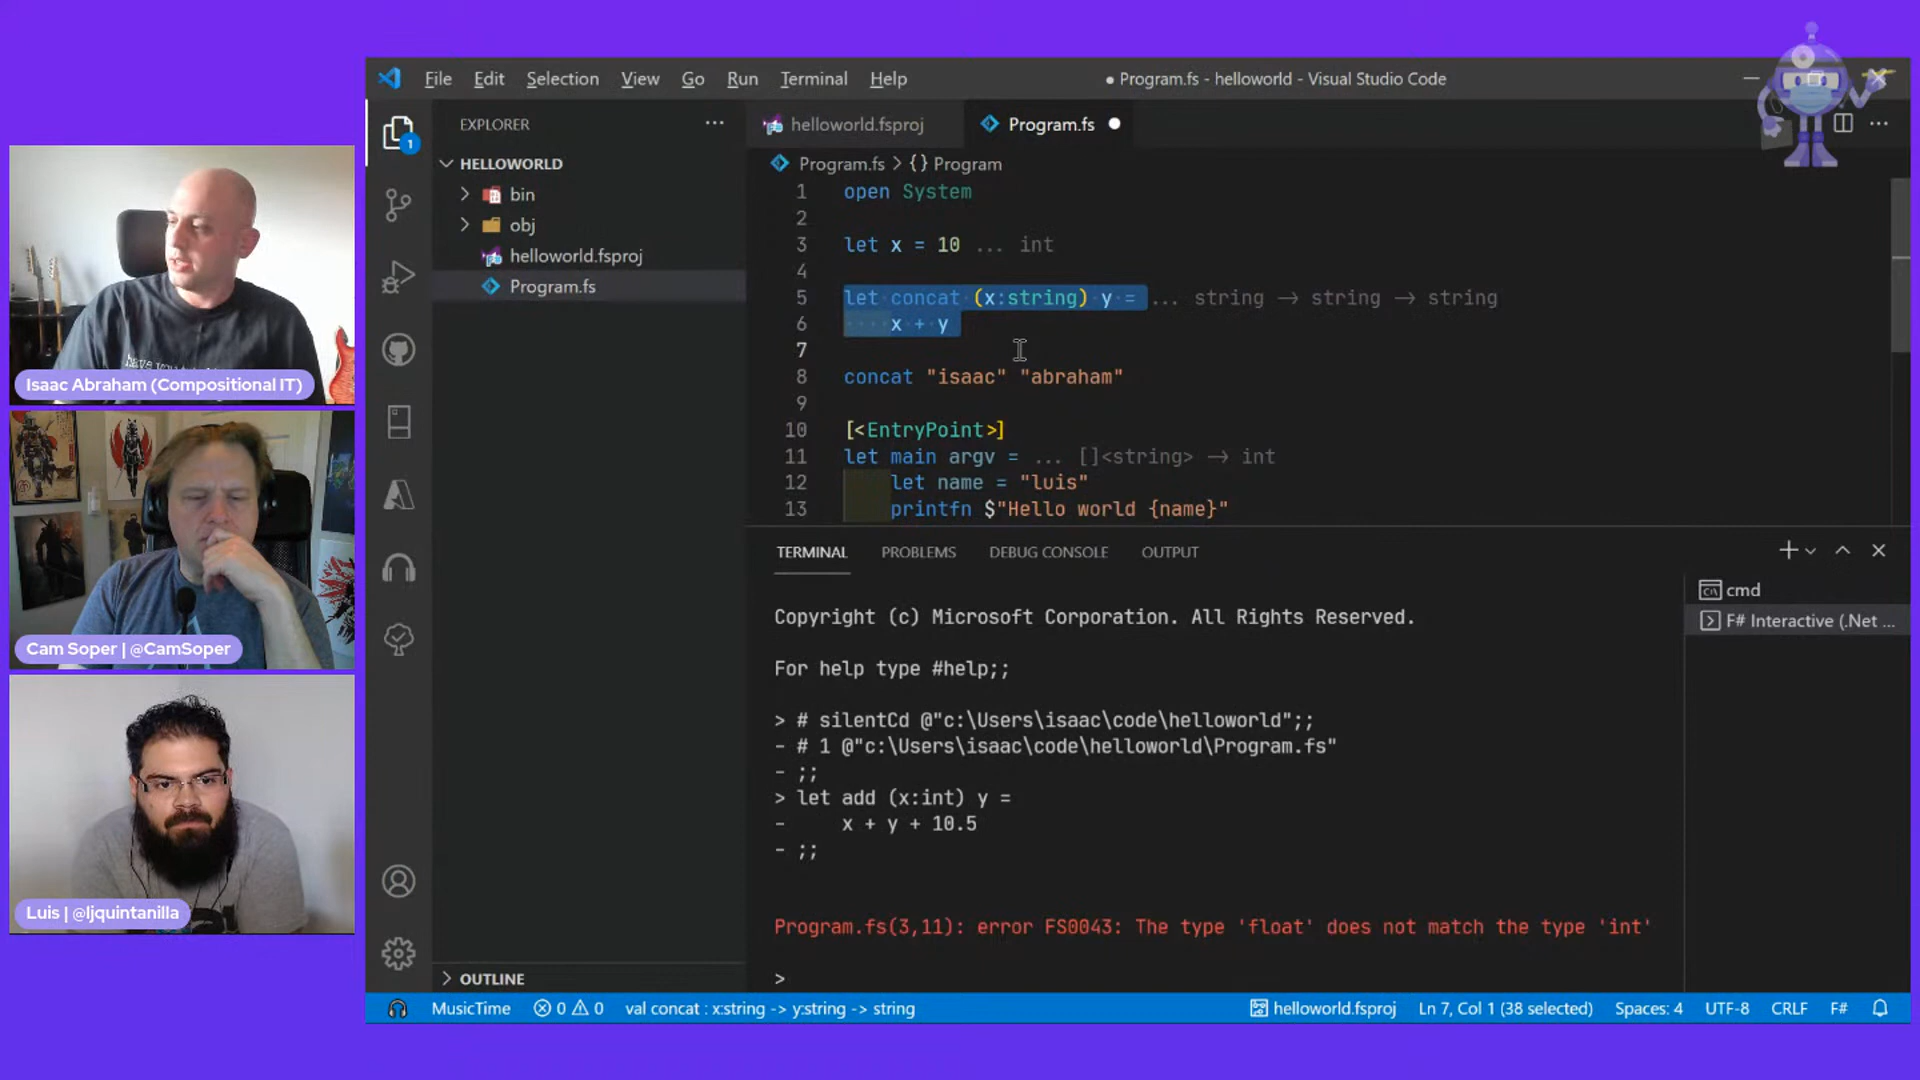 File Edit Selection View Go Run Terminal Help
● Program.fs - helloworld - Visual Studio Code
EXPLORER
HELLOWORLD
bin
obj
helloworld.fsproj
Program.fs
OUTLINE
1
helloworld.fsproj
Program.fs
Program.fs > {} Program
1 open System
2
3 let x = 10 ... int
4
5 let concat (x:string) y = ... string → string → string
6 ····x + y
7
8 concat "isaac" "abraham"
9
10 [<EntryPoint>]
11 let main argv = ... []<string> → int
12 let name = "luis"
13 printfn $"Hello world {name}"
TERMINAL PROBLEMS DEBUG CONSOLE OUTPUT
cmd
F# Interactive (.Net ...
Copyright (c) Microsoft Corporation. All Rights Reserved.
For help type #help;;
> # silentCd @"c:\Users\isaac\code\helloworld";;
- # 1 @"c:\Users\isaac\code\helloworld\Program.fs"
- ;;
> let add (x:int) y =
- x + y + 10.5
- ;;
Program.fs(3,11): error FS0043: The type 'float' does not match the type 'int'
>
MusicTime 0 0 val concat : x:string -> y:string -> string
helloworld.fsproj Ln 7, Col 1 (38 selected) Spaces: 4 UTF-8 CRLF F#
Isaac Abraham (Compositional IT)
Cam Soper | @CamSoper
Luis | @ljquintanilla